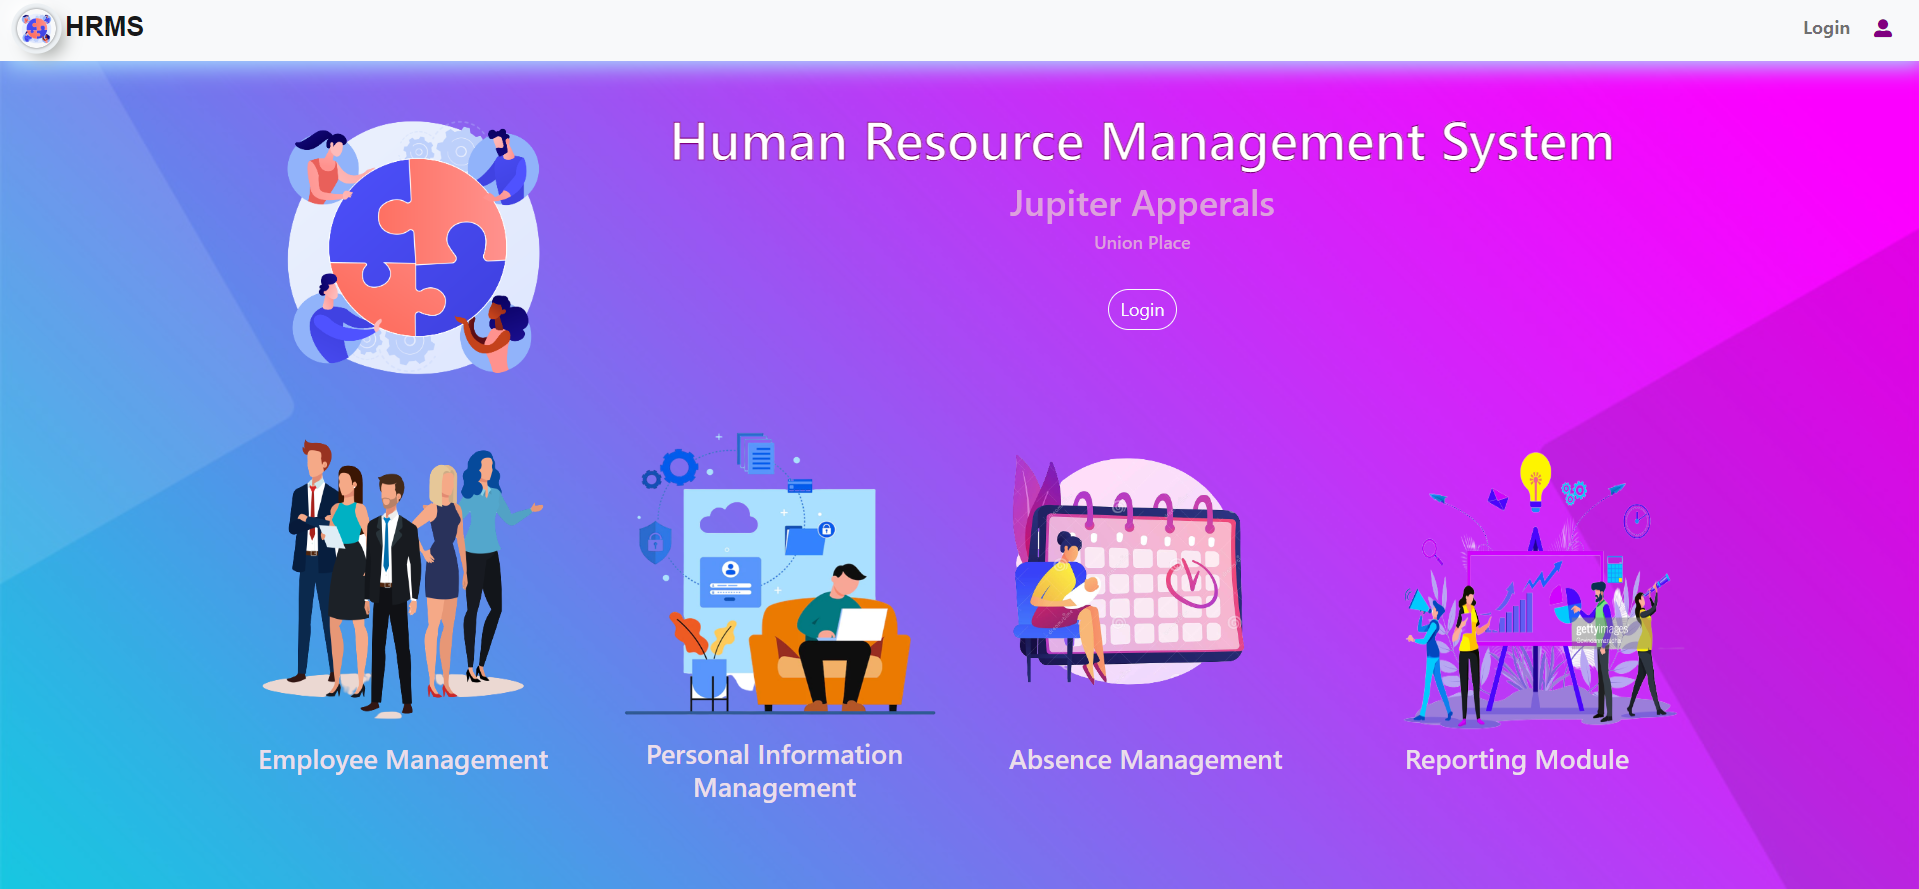 HRMS
Login
Human Resource Management System
Jupiter Apperals
Union Place
Login
gettyimages
Employee Management
Personal Information
Management
Absence Management
Reporting Module